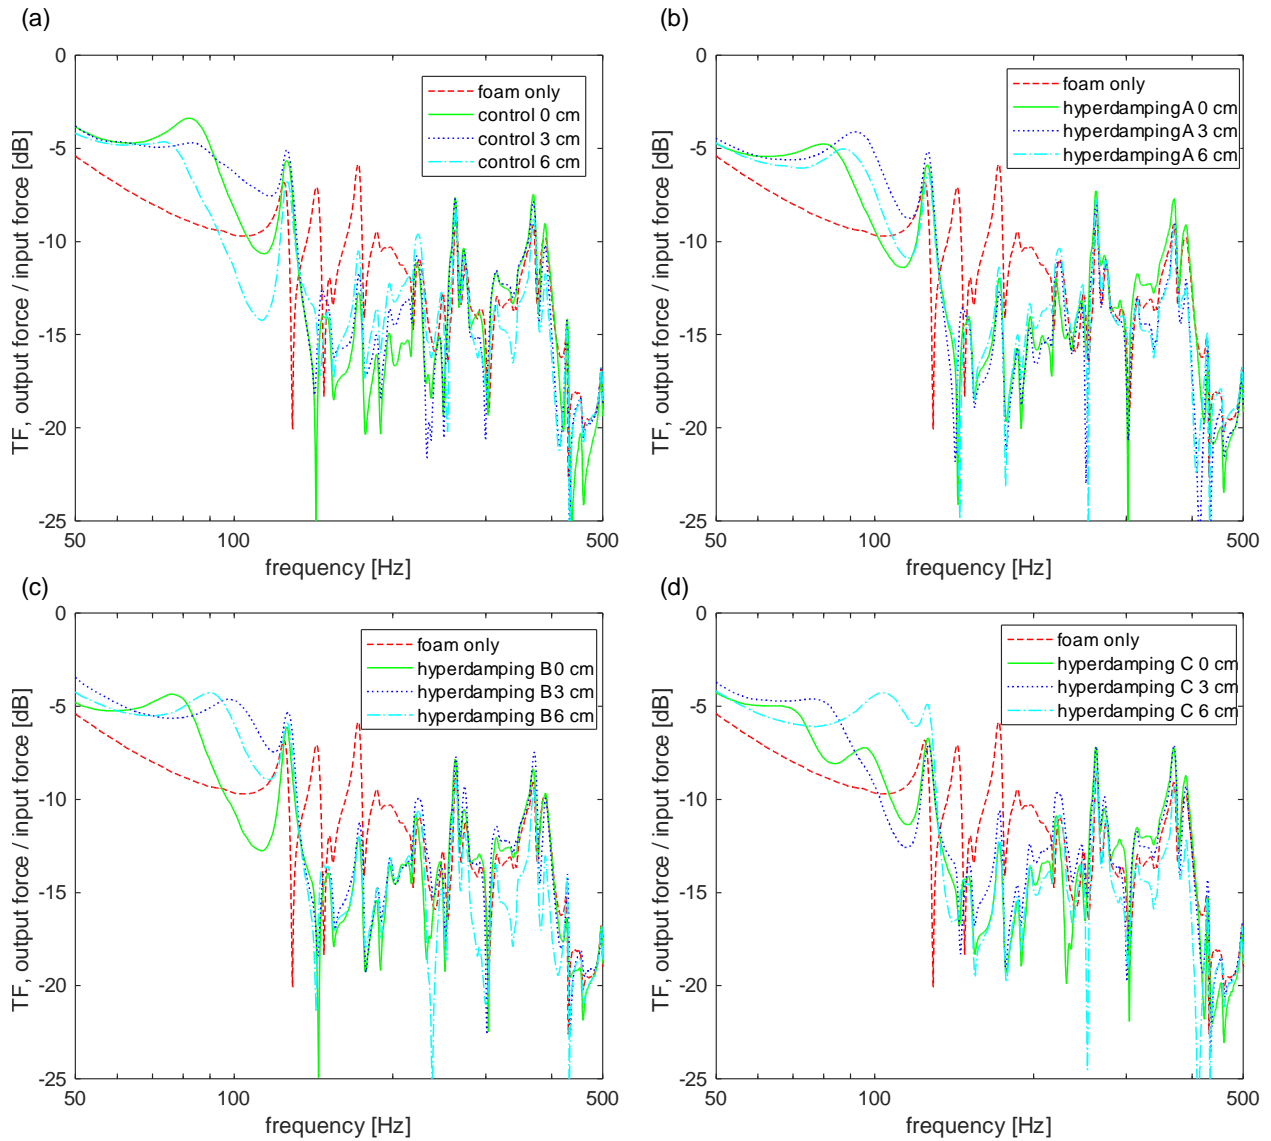 (a)
TF, output force / input force [dB]
0
-5
-10
-15
-20
-25
50
100
500
frequency [Hz]
foam only
control 0 cm
control 3 cm
control 6 cm
(b)
TF, output force / input force [dB]
0
-5
-10
-15
-20
-25
50
100
500
frequency [Hz]
foam only
hyperdamping A 0 cm
hyperdamping A 3 cm
hyperdamping A 6 cm
(c)
TF, output force / input force [dB]
0
-5
-10
-15
-20
-25
50
100
500
frequency [Hz]
foam only
hyperdamping B 0 cm
hyperdamping B 3 cm
hyperdamping B 6 cm
(d)
TF, output force / input force [dB]
0
-5
-10
-15
-20
-25
50
100
500
frequency [Hz]
foam only
hyperdamping C 0 cm
hyperdamping C 3 cm
hyperdamping C 6 cm